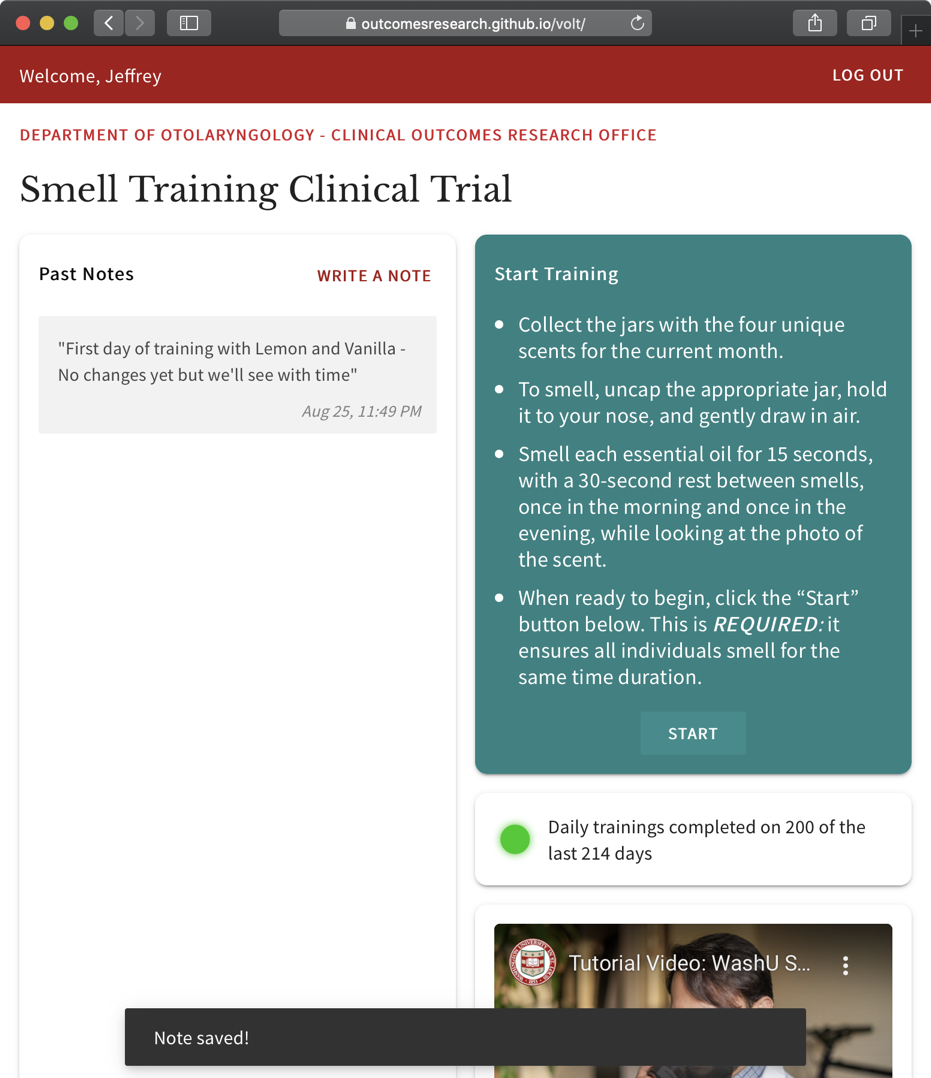 outcomesresearch.github.io/volt/
Welcome, Jeffrey
LOG OUT
DEPARTMENT OF OTOLARYNGOLOGY - CLINICAL OUTCOMES RESEARCH OFFICE
Smell Training Clinical Trial
Past Notes
WRITE A NOTE
"First day of training with Lemon and Vanilla -
No changes yet but we'll see with time"
Aug 25, 11:49 PM
Start Training
Collect the jars with the four unique
scents for the current month.
To smell, uncap the appropriate jar, hold
it to your nose, and gently draw in air.
Smell each essential oil for 15 seconds,
with a 30-second rest between smells,
once in the morning and once in the
evening, while looking at the photo of
the scent.
When ready to begin, click the “Start”
button below. This is REQUIRED: it
ensures all individuals smell for the
same time duration.
START
Daily trainings completed on 200 of the
last 214 days
Tutorial Video: WashU S...
Note saved!